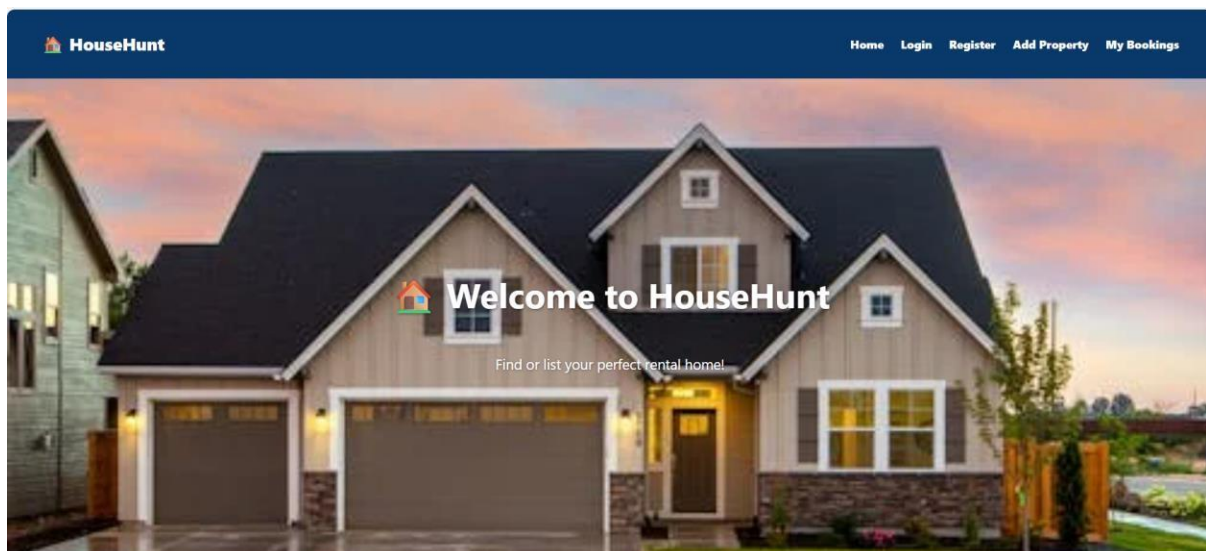 HouseHunt
Home Login Register Add Property My Bookings
Welcome to HouseHunt
Find or list your perfect rental home!